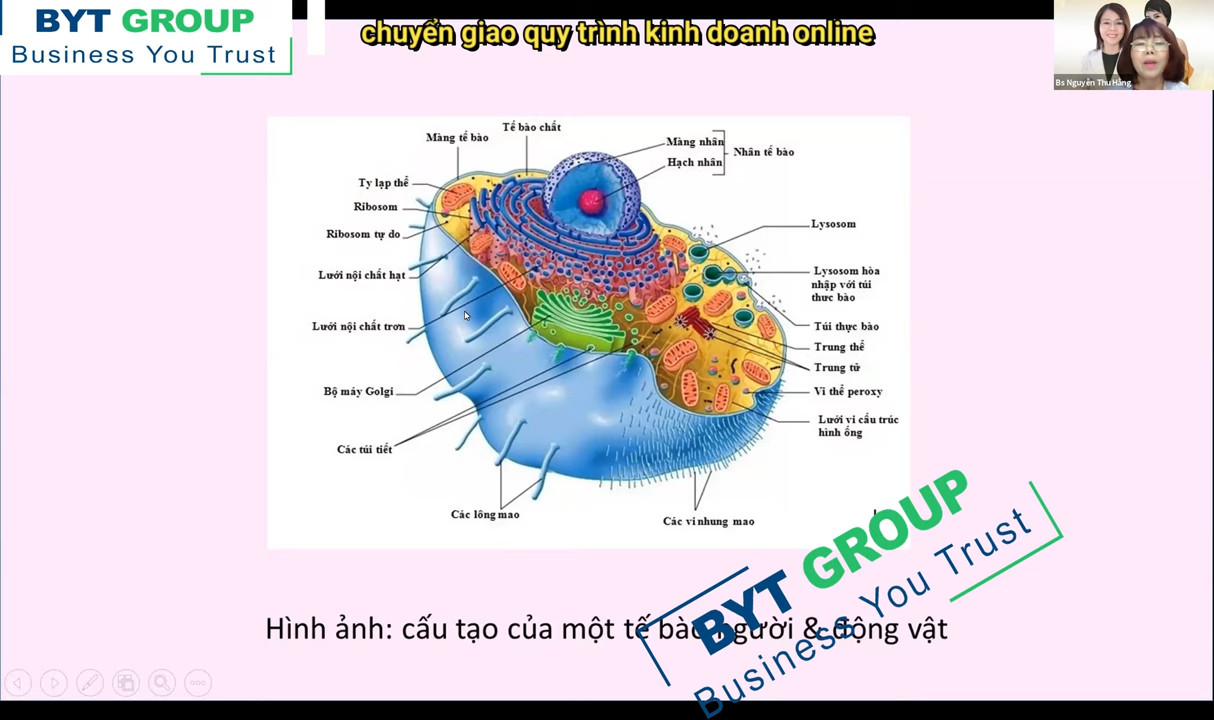 BYT GROUP
Business You Trust
chuyển giao quy trình kinh doanh online
Bs Nguyễn Thu Hằng
Màng tế bào
Tế bào chất
Màng nhân
Hạch nhân
Nhân tế bào
Ty lạp thể
Ribosom
Ribosom tự do
Lưới nội chất hạt
Lưới nội chất trơn
Bộ máy Golgi
Các túi tiết
Các lông mao
Lysosom
Lysosom hòa
nhập với túi
thưc bào
Túi thực bào
Trung thể
Trung tử
Vi thể peroxy
Lưới vi cấu trúc
hình ống
Các vi nhung mao
BYT GROUP
Business You Trust
Hình ảnh: cấu tạo của một tế bào người & động vật